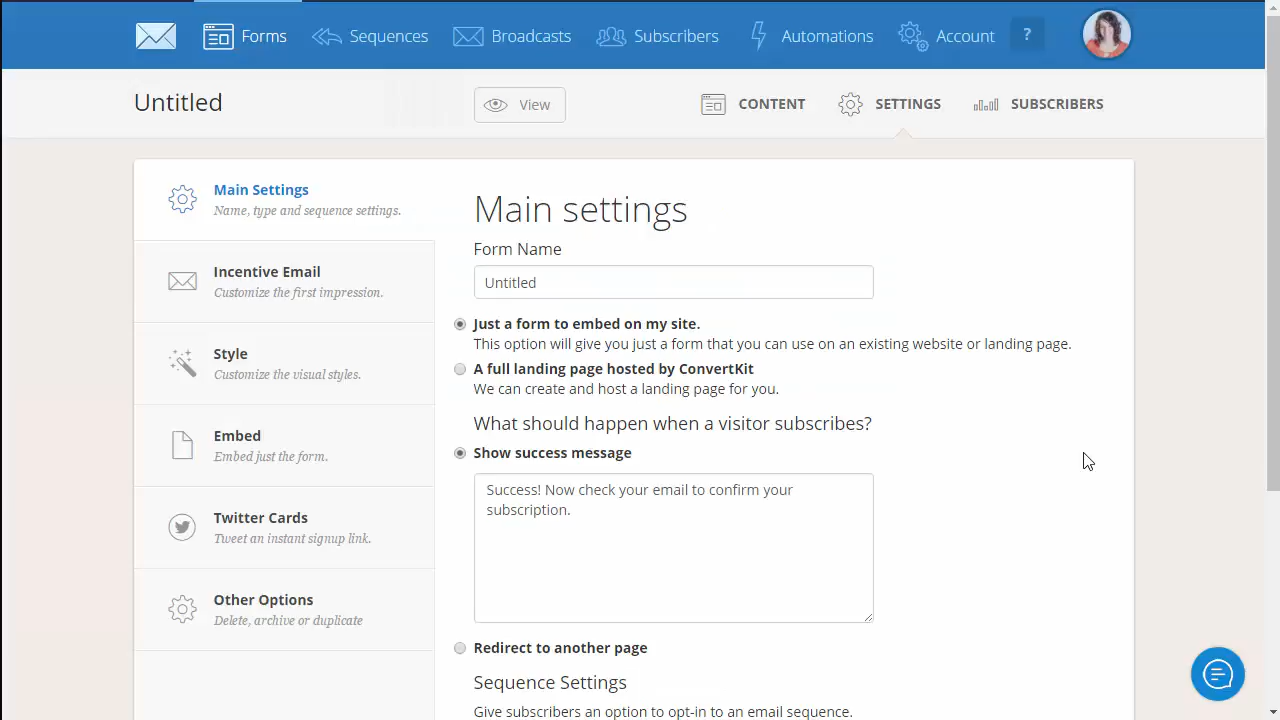 Forms Sequences Broadcasts Subscribers Automations Account ?
Untitled View CONTENT SETTINGS SUBSCRIBERS
Main Settings
Name, type and sequence settings.
Incentive Email
Customize the first impression.
Style
Customize the visual styles.
Embed
Embed just the form.
Twitter Cards
Tweet an instant signup link.
Other Options
Delete, archive or duplicate
Main settings
Form Name
Untitled
Just a form to embed on my site.
This option will give you just a form that you can use on an existing website or landing page.
A full landing page hosted by ConvertKit
We can create and host a landing page for you.
What should happen when a visitor subscribes?
Show success message
Success! Now check your email to confirm your
subscription.
Redirect to another page
Sequence Settings
Give subscribers an option to opt-in to an email sequence.